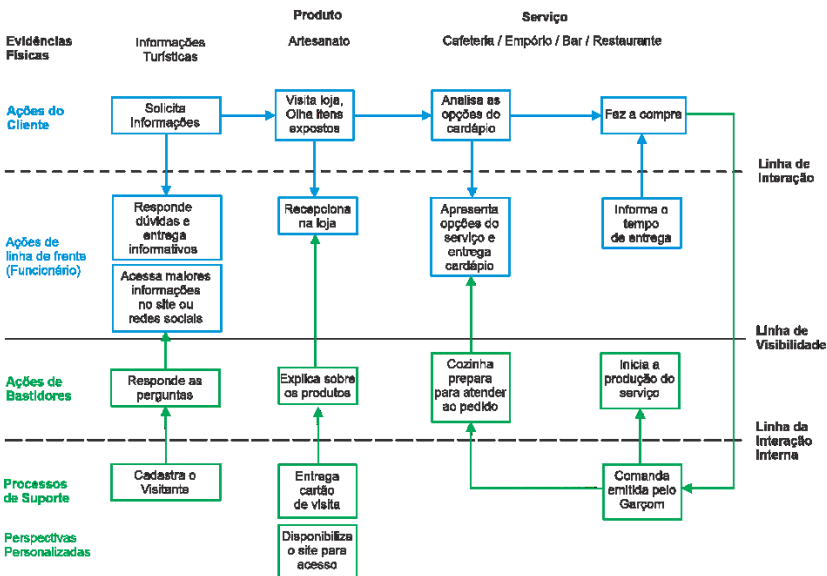 Produto
Serviço
Evidências
Físicas
Informações
Turísticas
Artesanato
Cafeteria / Empório / Bar / Restaurante
Ações do
Cliente
Solicita
Informações
Visita loja,
Olha itens
expostos
Analisa as
opções do
cardápio
Faz a compra
Linha de
Interação
Ações de
linha de frente
(Funcionário)
Responde
dúvidas e
entrega
informativos
Recepciona
na loja
Apresenta
opções do
serviço e
entrega
cardápio
Informa o
tempo
de entrega
Acessa maiores
informações
no site ou
redes sociais
Linha de
Visibilidade
Ações de
Bastidores
Responde as
perguntas
Explica sobre
os produtos
Cozinha
prepara
para atender
ao pedido
Inicia a
produção do
serviço
Linha da
Interação
Interna
Processos
de Suporte
Cadastra o
Visitante
Entraga
cartão
de visita
Comanda
emitida pelo
Garçom
Perspectivas
Personalizadas
Disponibiliza
o site para
acesso